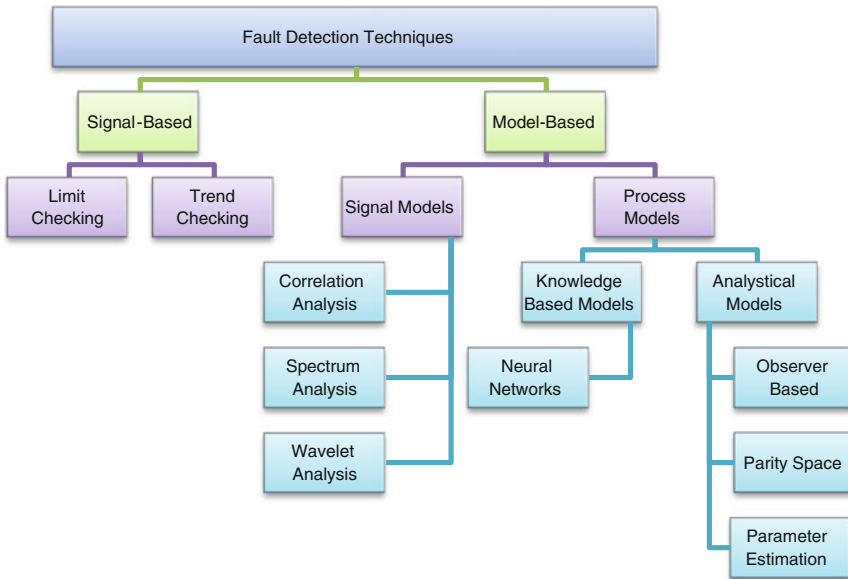 Fault Detection Techniques
Signal-Based
Model-Based
Limit
Checking
Trend
Checking
Signal Models
Process
Models
Correlation
Analysis
Knowledge
Based Models
Analystical
Models
Spectrum
Analysis
Neural
Networks
Observer
Based
Wavelet
Analysis
Parity Space
Parameter
Estimation